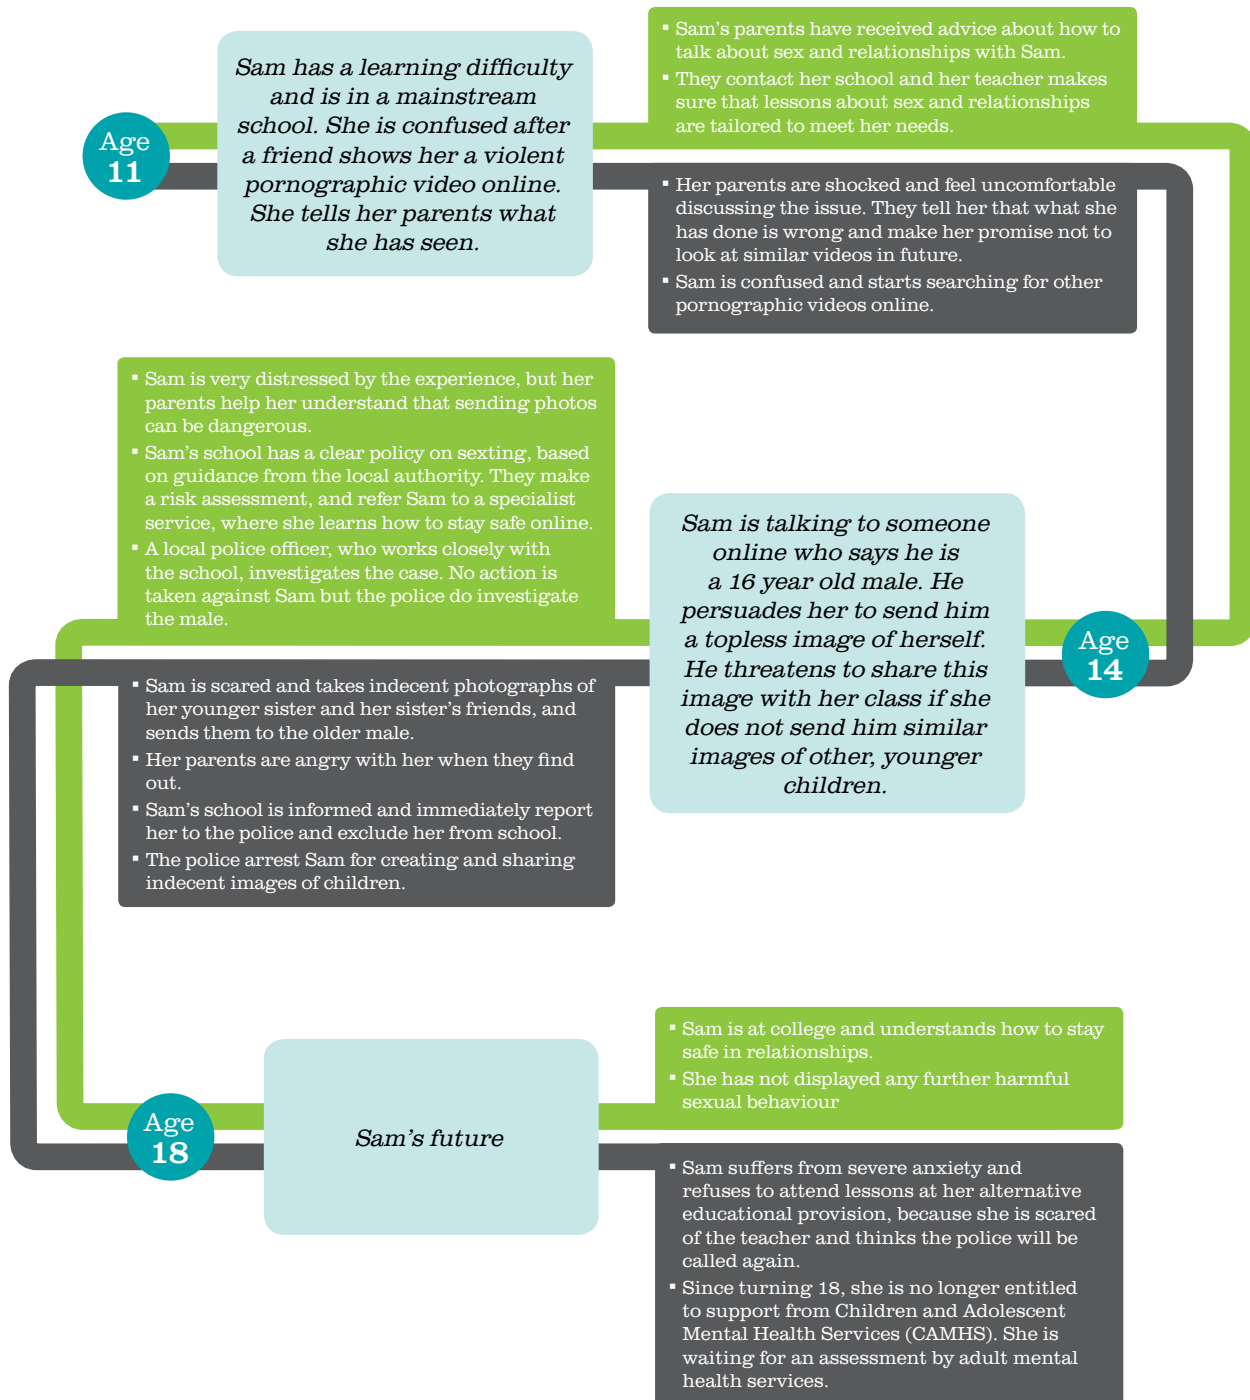 Age
11
Sam has a learning difficulty
and is in a mainstream
school. She is confused after
a friend shows her a violent
pornographic video online.
She tells her parents what
she has seen.
▪ Sam’s parents have received advice about how to
talk about sex and relationships with Sam.
▪ They contact her school and her teacher makes
sure that lessons about sex and relationships
are tailored to meet her needs.
▪ Her parents are shocked and feel uncomfortable
discussing the issue. They tell her that what she
has done is wrong and make her promise not to
look at similar videos in future.
▪ Sam is confused and starts searching for other
pornographic videos online.
Age
14
Sam is talking to someone
online who says he is
a 16 year old male. He
persuades her to send him
a topless image of herself.
He threatens to share this
image with her class if she
does not send him similar
images of other, younger
children.
▪ Sam is very distressed by the experience, but her
parents help her understand that sending photos
can be dangerous.
▪ Sam’s school has a clear policy on sexting, based
on guidance from the local authority. They make
a risk assessment, and refer Sam to a specialist
service, where she learns how to stay safe online.
▪ A local police officer, who works closely with
the school, investigates the case. No action is
taken against Sam but the police do investigate
the male.
▪ Sam is scared and takes indecent photographs of
her younger sister and her sister’s friends, and
sends them to the older male.
▪ Her parents are angry with her when they find
out.
▪ Sam’s school is informed and immediately report
her to the police and exclude her from school.
▪ The police arrest Sam for creating and sharing
indecent images of children.
Age
18
Sam’s future
▪ Sam is at college and understands how to stay
safe in relationships.
▪ She has not displayed any further harmful
sexual behaviour
▪ Sam suffers from severe anxiety and
refuses to attend lessons at her alternative
educational provision, because she is scared
of the teacher and thinks the police will be
called again.
▪ Since turning 18, she is no longer entitled
to support from Children and Adolescent
Mental Health Services (CAMHS). She is
waiting for an assessment by adult mental
health services.